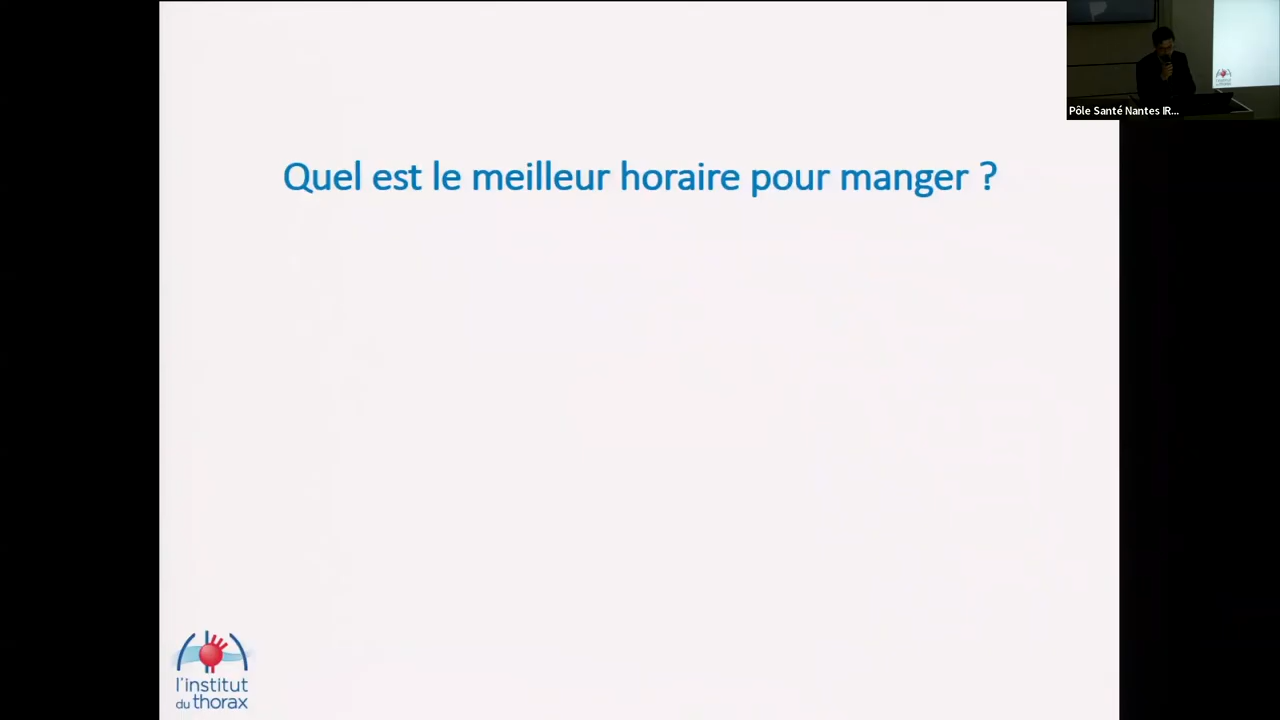 Pôle Santé Nantes IR...
Quel est le meilleur horaire pour manger ?
l'institut
du thorax